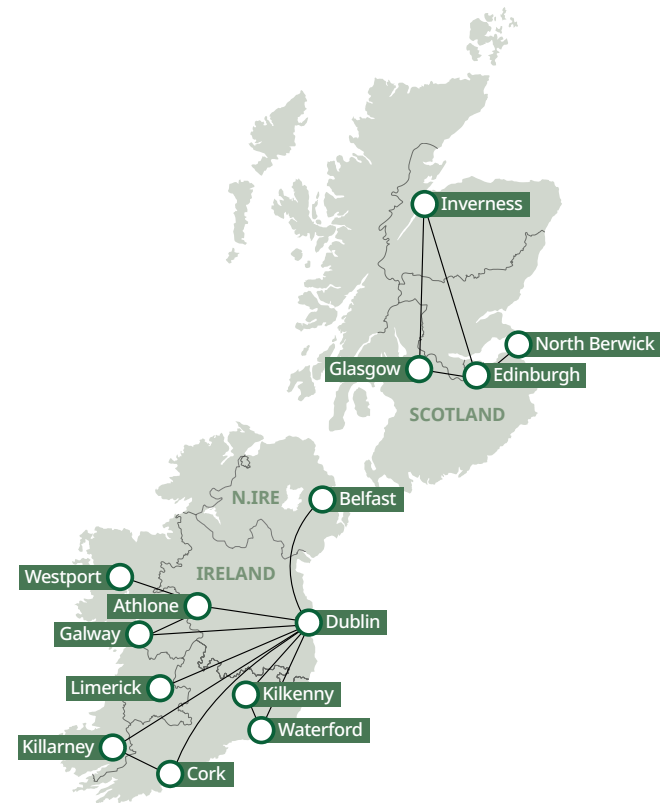 Inverness
North Berwick
Glasgow
Edinburgh
SCOTLAND
N.IRE
Belfast
IRELAND
Westport
Athlone
Dublin
Galway
Limerick
Kilkenny
Waterford
Killarney
Cork